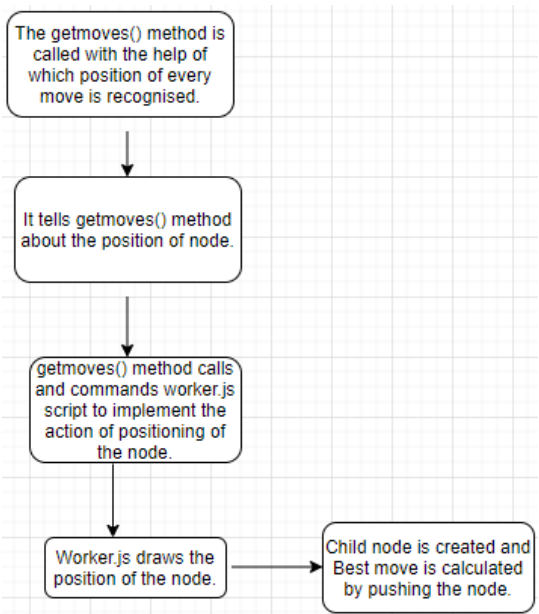 The getmoves() method is
called with the help of
which position of every
move is recognised.
It tells getmoves() method
about the position of node.
getmoves() method calls
and commands worker.js
script to implement the
action of positioning of
the node.
Worker.js draws the
position of the node.
Child node is created and
Best move is calculated
by pushing the node.